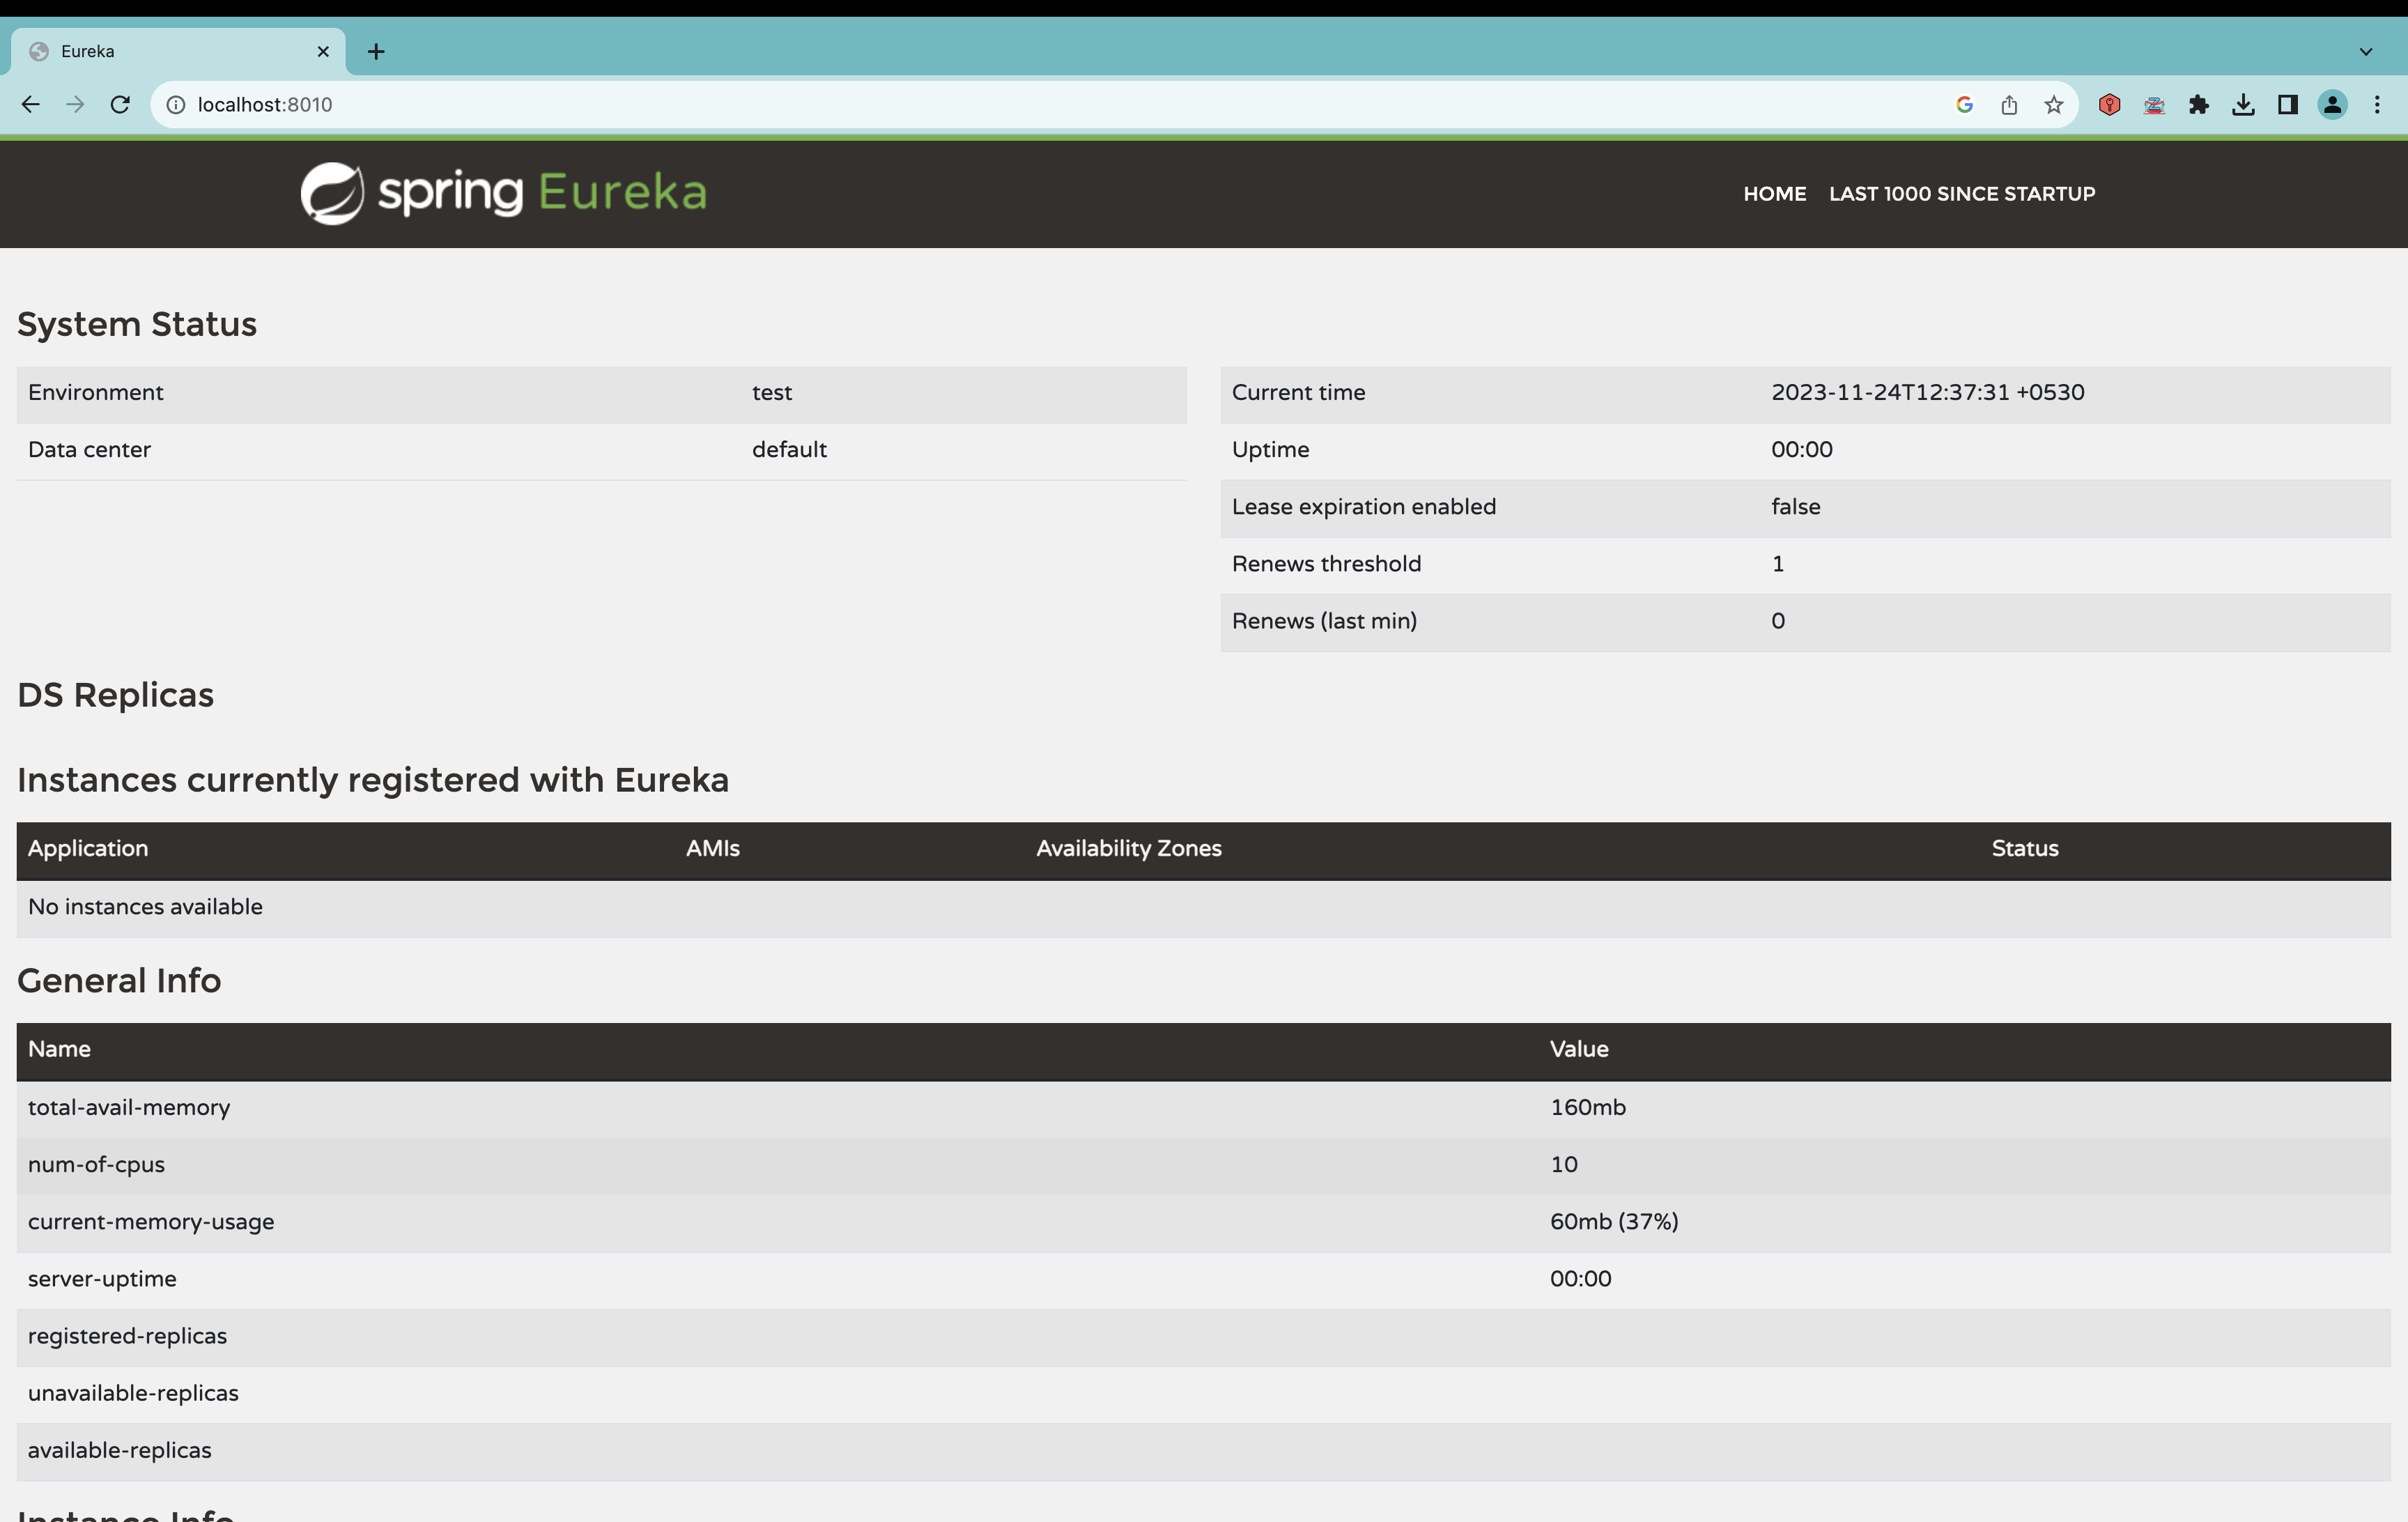 Eureka
localhost:8010
spring Eureka
HOME LAST 1000 SINCE STARTUP
System Status
Environment test
Data center default
Current time 2023-11-24T12:37:31 +0530
Uptime 00:00
Lease expiration enabled false
Renews threshold 1
Renews (last min) 0
DS Replicas
Instances currently registered with Eureka
Application AMIs Availability Zones Status
No instances available
General Info
Name Value
total-avail-memory 160mb
num-of-cpus 10
current-memory-usage 60mb (37%)
server-uptime 00:00
registered-replicas
unavailable-replicas
available-replicas
Instance Info